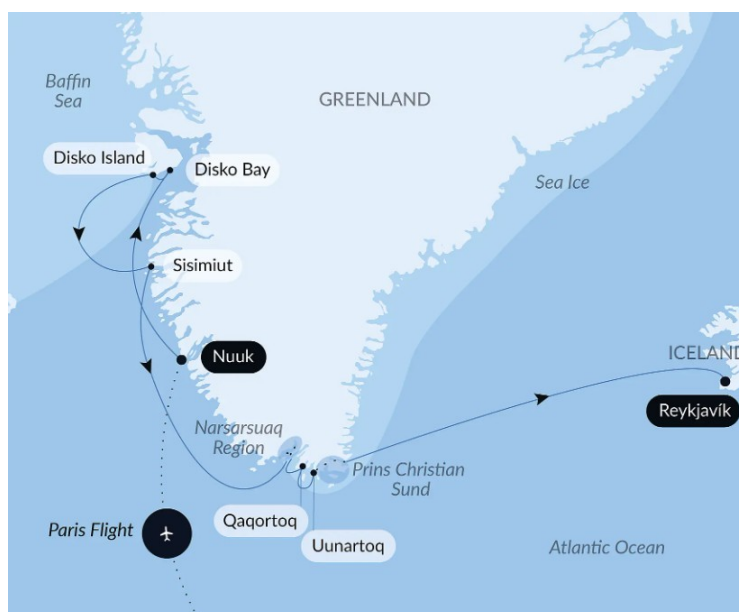 Baffin
Sea
GREENLAND
Disko Island
Disko Bay
Sea Ice
Sisimiut
Nuuk
ICELAND
Reykjavík
Narsarsuaq
Region
Prins Christian
Sund
Qaqortoq
Paris Flight
Uunartoq
Atlantic Ocean